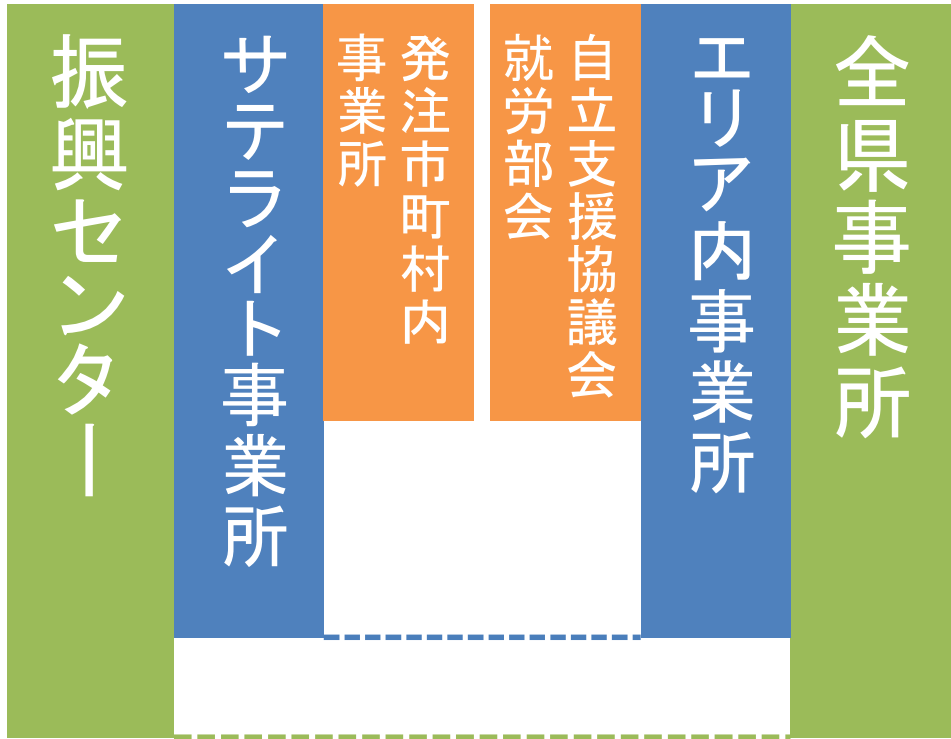 振興センター
サテライト事業所
発注市町村内
事業所
自立支援協議会
就労部会
エリア内事業所
全県事業所